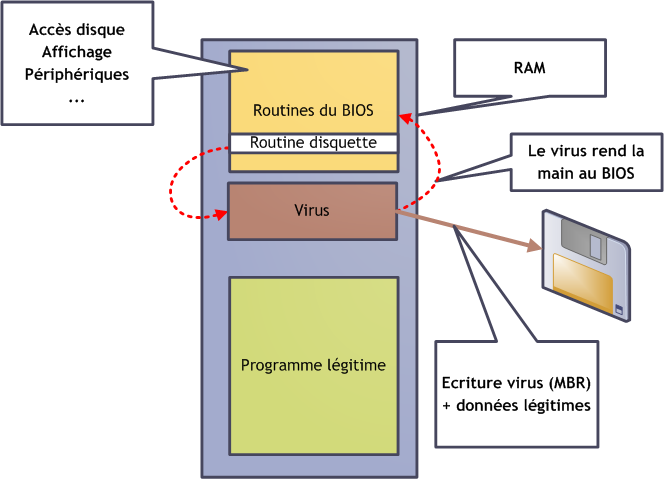 Accès disque
Affichage
Périphériques
...
RAM
Routines du BIOS
Routine disquette
Le virus rend la
main au BIOS
Virus
Programme légitime
Ecriture virus (MBR)
+ données légitimes